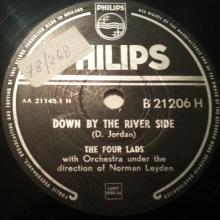 PHILIPS
78/268
AA 21145.1 H
B 21206 H
DOWN BY THE RIVER SIDE
(D. Jordan)
THE FOUR LADS
with Orchestra under the
direction of Norman Leyden